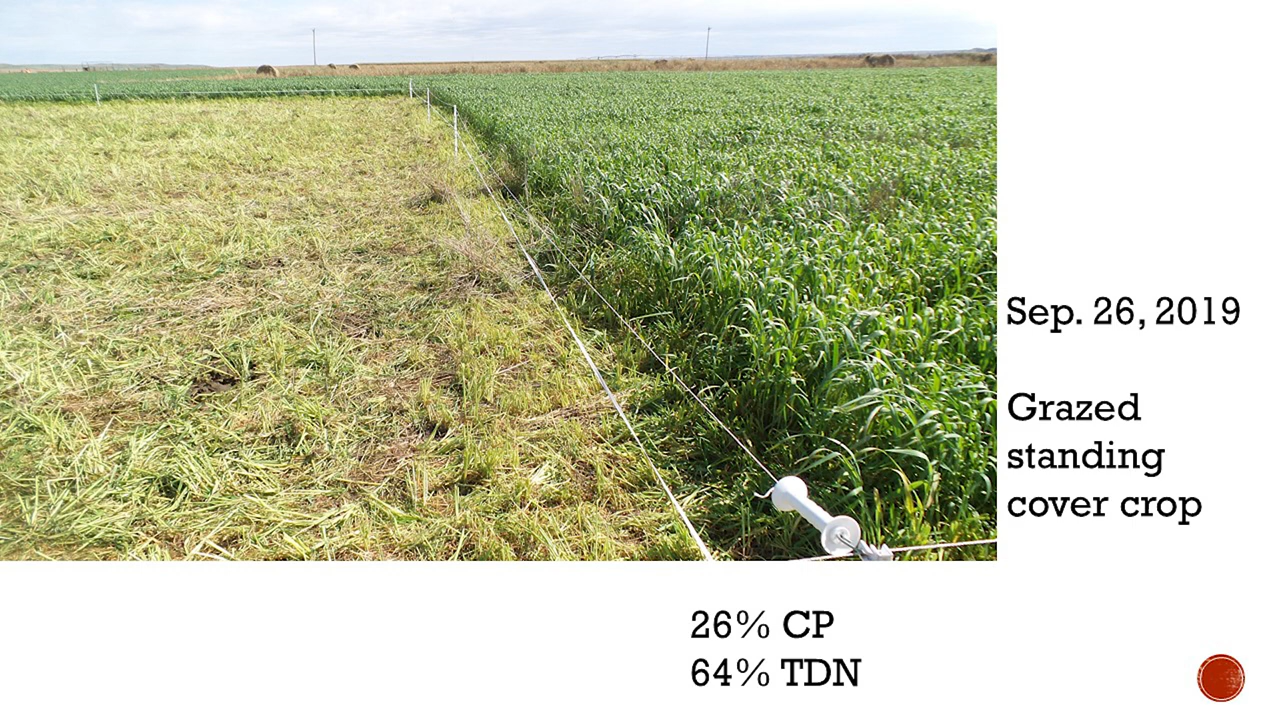 Sep. 26, 2019
Grazed
standing
cover crop
26% CP
64% TDN